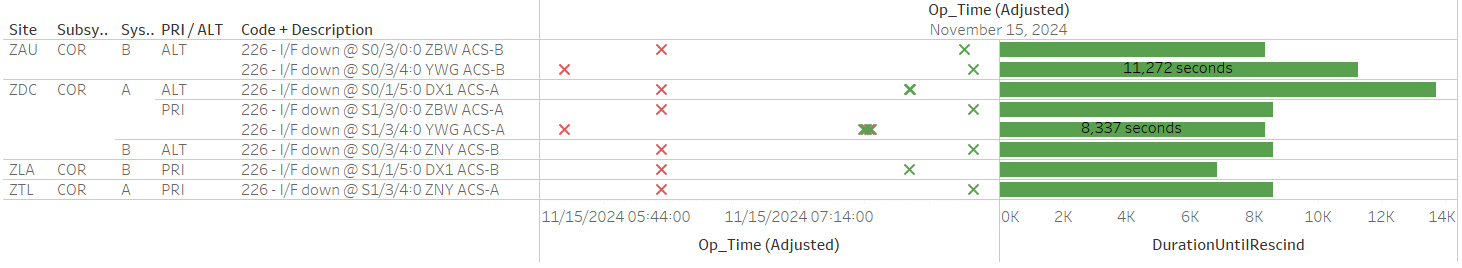 Op_Time (Adjusted)
Site Subsy.. Sys.. PRI / ALT Code + Description November 15, 2024
ZAU COR B ALT 226 - I/F down @ S0/3/0:0 ZBW ACS-B
226 - I/F down @ S0/3/4:0 YWG ACS-B 11,272 seconds
ZDC COR A ALT 226 - I/F down @ S0/1/5:0 DX1 ACS-A
PRI 226 - I/F down @ S1/3/0:0 ZBW ACS-A
226 - I/F down @ S1/3/4:0 YWG ACS-A 8,337 seconds
B ALT 226 - I/F down @ S0/3/4:0 ZNY ACS-B
ZLA COR B PRI 226 - I/F down @ S1/1/5:0 DX1 ACS-B
ZTL COR A PRI 226 - I/F down @ S1/3/4:0 ZNY ACS-A
11/15/2024 05:44:00 11/15/2024 07:14:00 0K 2K 4K 6K 8K 10K 12K 14K
Op_Time (Adjusted) DurationUntilRescind